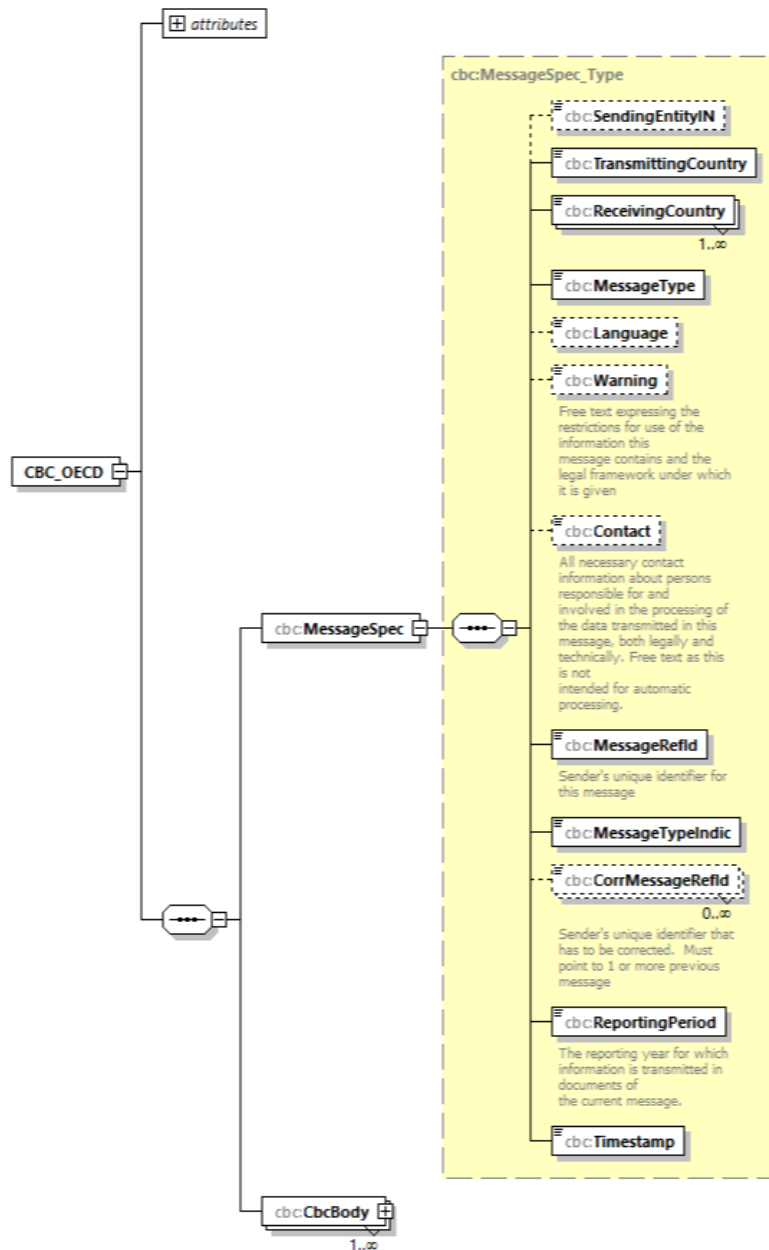 attributes
cbc:MessageSpec_Type
cbc:SendingEntityIN
cbc:TransmittingCountry
cbc:ReceivingCountry
1..∞
cbc:MessageType
cbc:Language
cbc:Warning
Free text expressing the
restrictions for use of the
information this
message contains and the
legal framework under which
it is given
CBC_OECD
cbc:Contact
All necessary contact
information about persons
responsible for and
involved in the processing of
the data transmitted in this
message, both legally and
technically. Free text as this
is not
intended for automatic
processing.
cbc:MessageSpec
cbc:MessageRefId
Sender's unique identifier for
this message
cbc:MessageTypeIndic
cbc:CorrMessageRefId
0..∞
Sender's unique identifier that
has to be corrected.  Must
point to 1 or more previous
message
cbc:ReportingPeriod
The reporting year for which
information is transmitted in
documents of
the current message.
cbc:Timestamp
cbc:CbcBody
1..∞